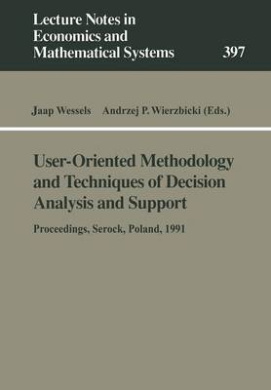 Lecture Notes in
Economics and
Mathematical Systems 397
Jaap Wessels Andrzej P. Wierzbicki (Eds.)
User-Oriented Methodology
and Techniques of Decision
Analysis and Support
Proceedings, Serock, Poland, 1991